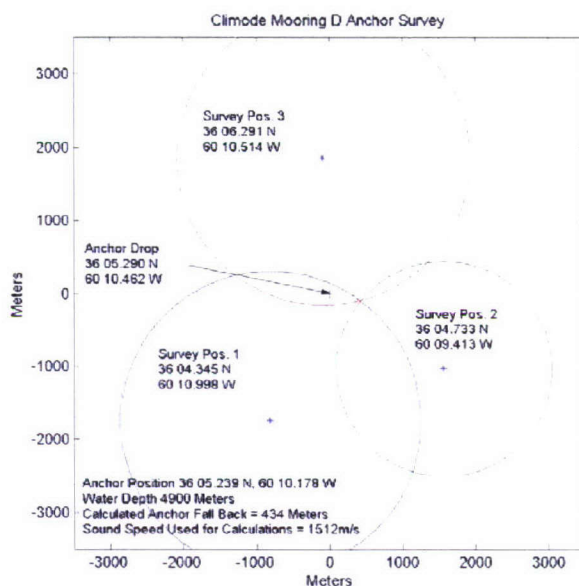 Climode Mooring D Anchor Survey
3000
2000
1000
0
-1000
-2000
-3000
Meters
Survey Pos. 3
36 06.291 N
60 10.514 W
Anchor Drop
36 05.290 N
60 10.462 W
Survey Pos. 2
36 04.733 N
60 09.413 W
Survey Pos. 1
36 04.345 N
60 10.998 W
Anchor Position 36 05.239 N, 60 10.178 W
Water Depth 4900 Meters
Calculated Anchor Fall Back = 434 Meters
Sound Speed Used for Calculations = 1512m/s
-3000 -2000 -1000 0 1000 2000 3000
Meters